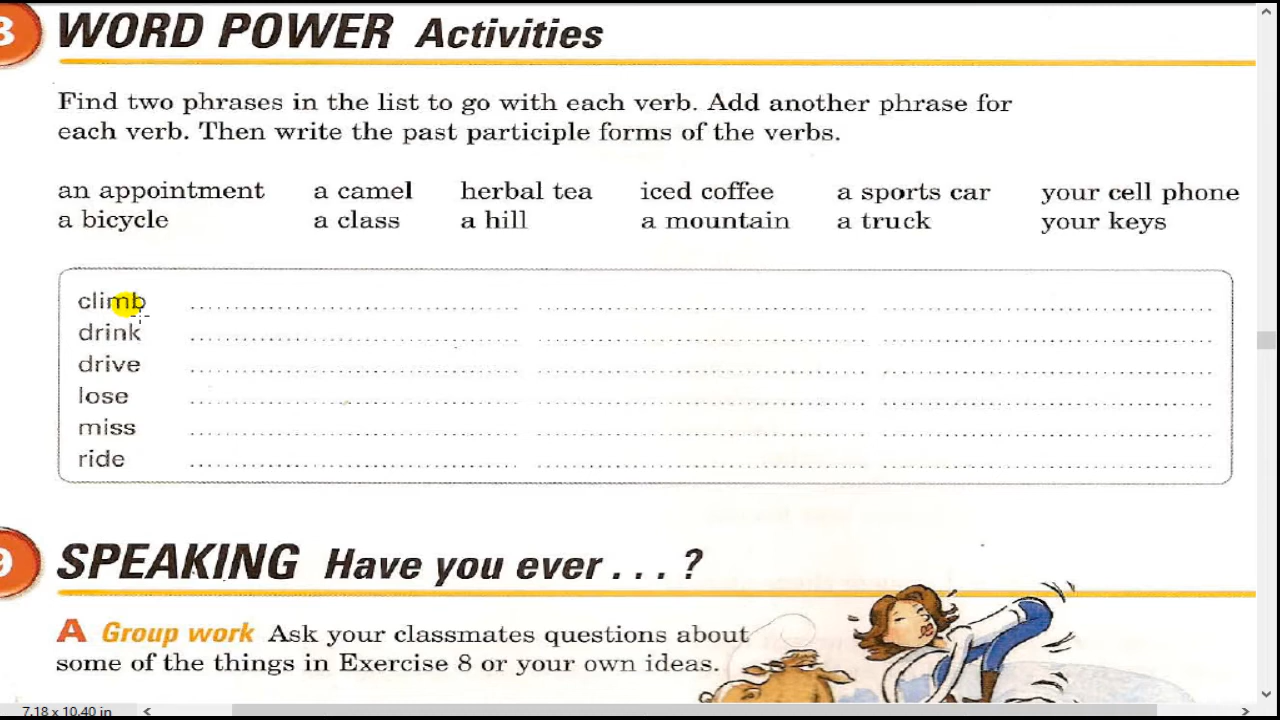 8 WORD POWER Activities
Find two phrases in the list to go with each verb. Add another phrase for
each verb. Then write the past participle forms of the verbs.
an appointment a camel herbal tea iced coffee a sports car your cell phone
a bicycle a class a hill a mountain a truck your keys
climb
drink
drive
lose
miss
ride
9 SPEAKING Have you ever . . . ?
A Group work Ask your classmates questions about
some of the things in Exercise 8 or your own ideas.
7.18 x 10.40 in